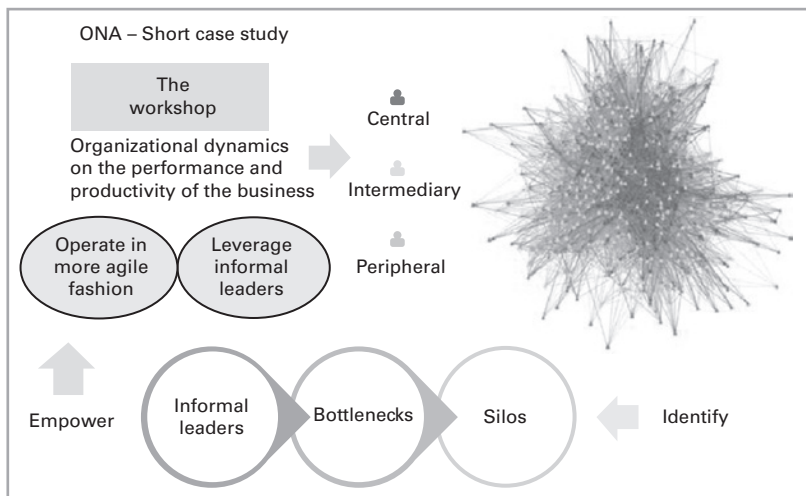 ONA – Short case study
The
workshop
Organizational dynamics
on the performance and
productivity of the business
Central
Intermediary
Peripheral
Operate in
more agile
fashion
Leverage
informal
leaders
Empower
Informal
leaders
Bottlenecks
Silos
Identify